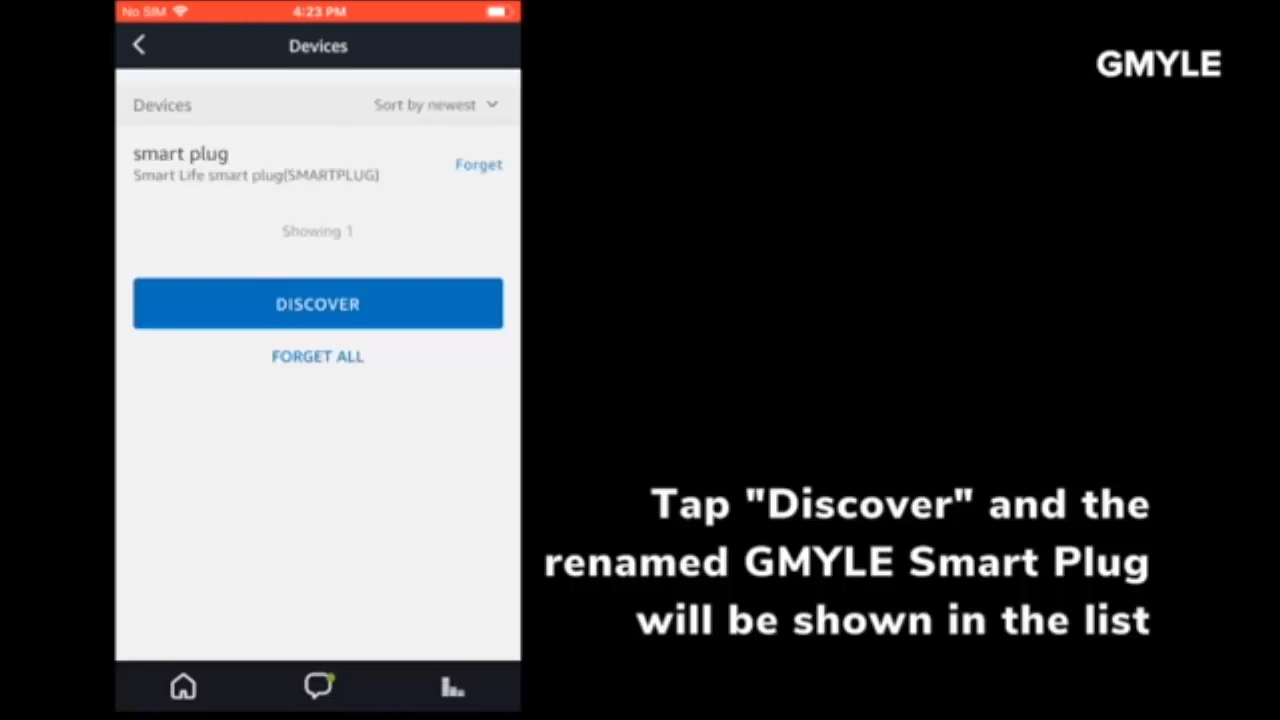 No SIM 4:23 PM
Devices
GMYLE
Devices Sort by newest
smart plug
Smart Life smart plug(SMARTPLUG)
Forget
Showing 1
DISCOVER
FORGET ALL
Tap "Discover" and the
renamed GMYLE Smart Plug
will be shown in the list